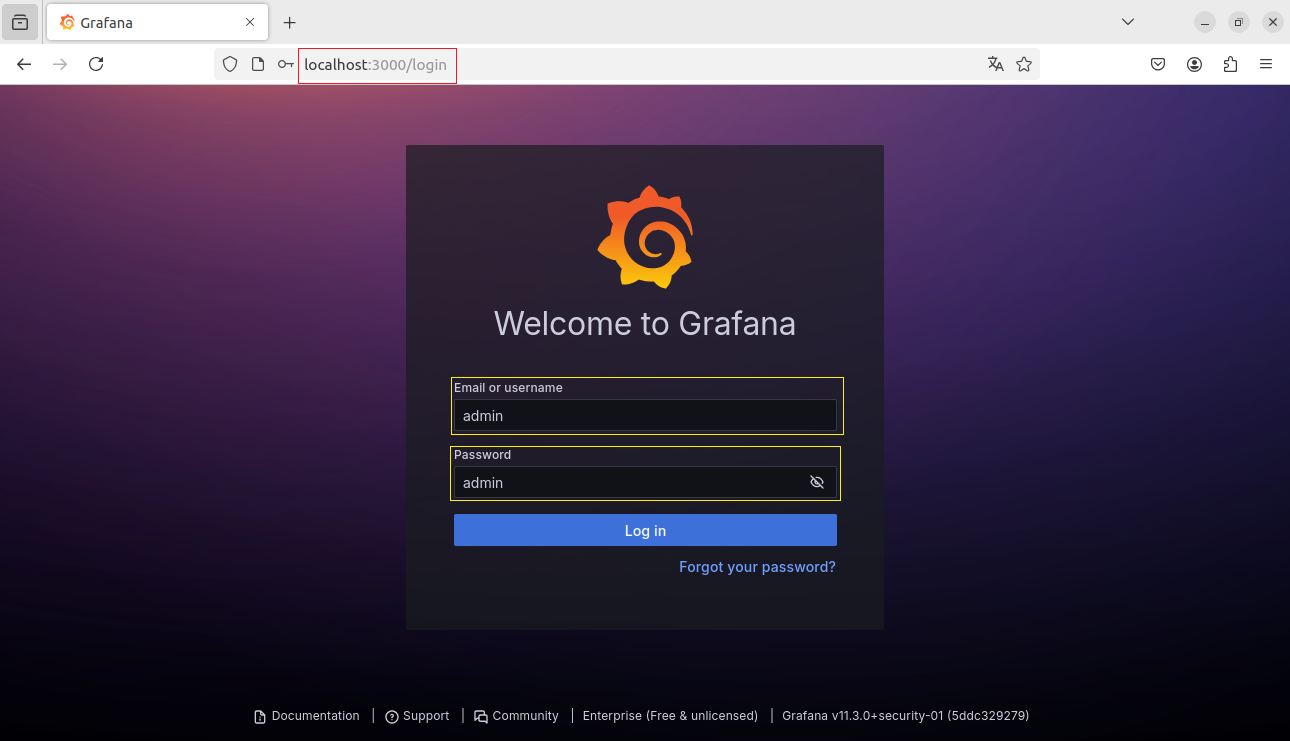 Grafana
localhost:3000/login
Welcome to Grafana
Email or username
admin
Password
admin
Log in
Forgot your password?
Documentation | Support | Community | Enterprise (Free & unlicensed) | Grafana v11.3.0+security-01 (5ddc329279)